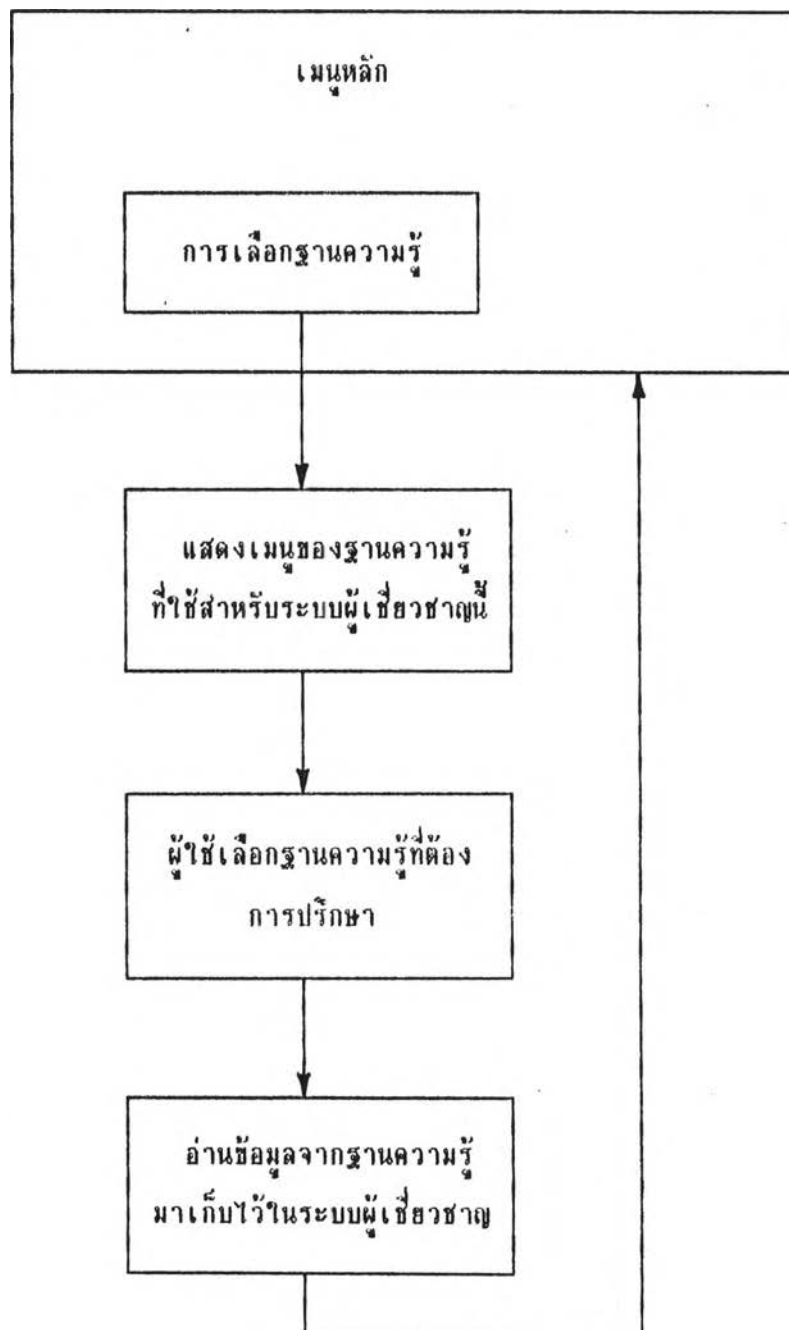 เมนูหลัก
การเลือกฐานความรู้
แสดงเมนูของฐานความรู้
ที่ใช้สำหรับระบบผู้เชี่ยวชาญนี้
ผู้ใช้เลือกฐานความรู้ที่ต้อง
การปรึกษา
อ่านข้อมูลจากฐานความรู้
มาเก็บไว้ในระบบผู้เชี่ยวชาญ